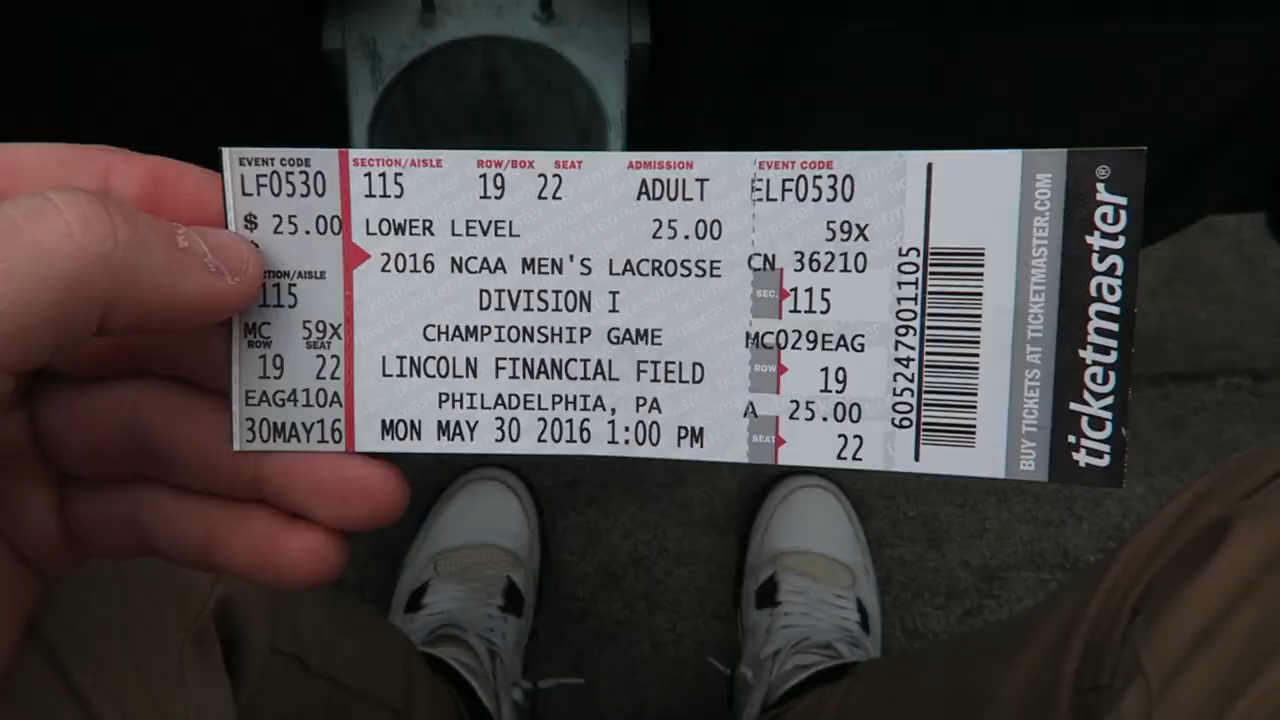 EVENT CODE
LF0530
$ 25.00
115
MC 59X
ROW SEAT
19 22
EAG410A
30MAY16
SECTION/AISLE ROW/BOX SEAT ADMISSION
115 19 22 ADULT
LOWER LEVEL 25.00
2016 NCAA MEN'S LACROSSE
DIVISION I
CHAMPIONSHIP GAME
LINCOLN FINANCIAL FIELD
PHILADELPHIA, PA
MON MAY 30 2016 1:00 PM
EVENT CODE
ELF0530
59X
CN 36210
SEC. 115
MC029EAG
ROW 19
A 25.00
SEAT 22
605247901105
BUY TICKETS AT TICKETMASTER.COM
ticketmaster®